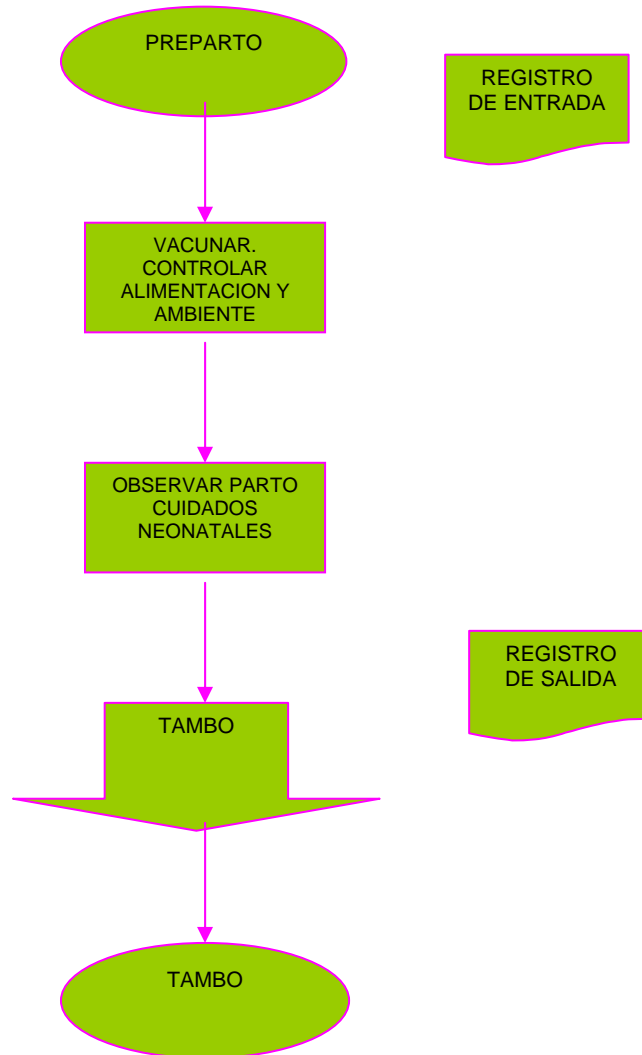 PREPARTO
REGISTRO
DE ENTRADA
VACUNAR.
CONTROLAR
ALIMENTACION Y
AMBIENTE
OBSERVAR PARTO
CUIDADOS
NEONATALES
REGISTRO
DE SALIDA
TAMBO
TAMBO